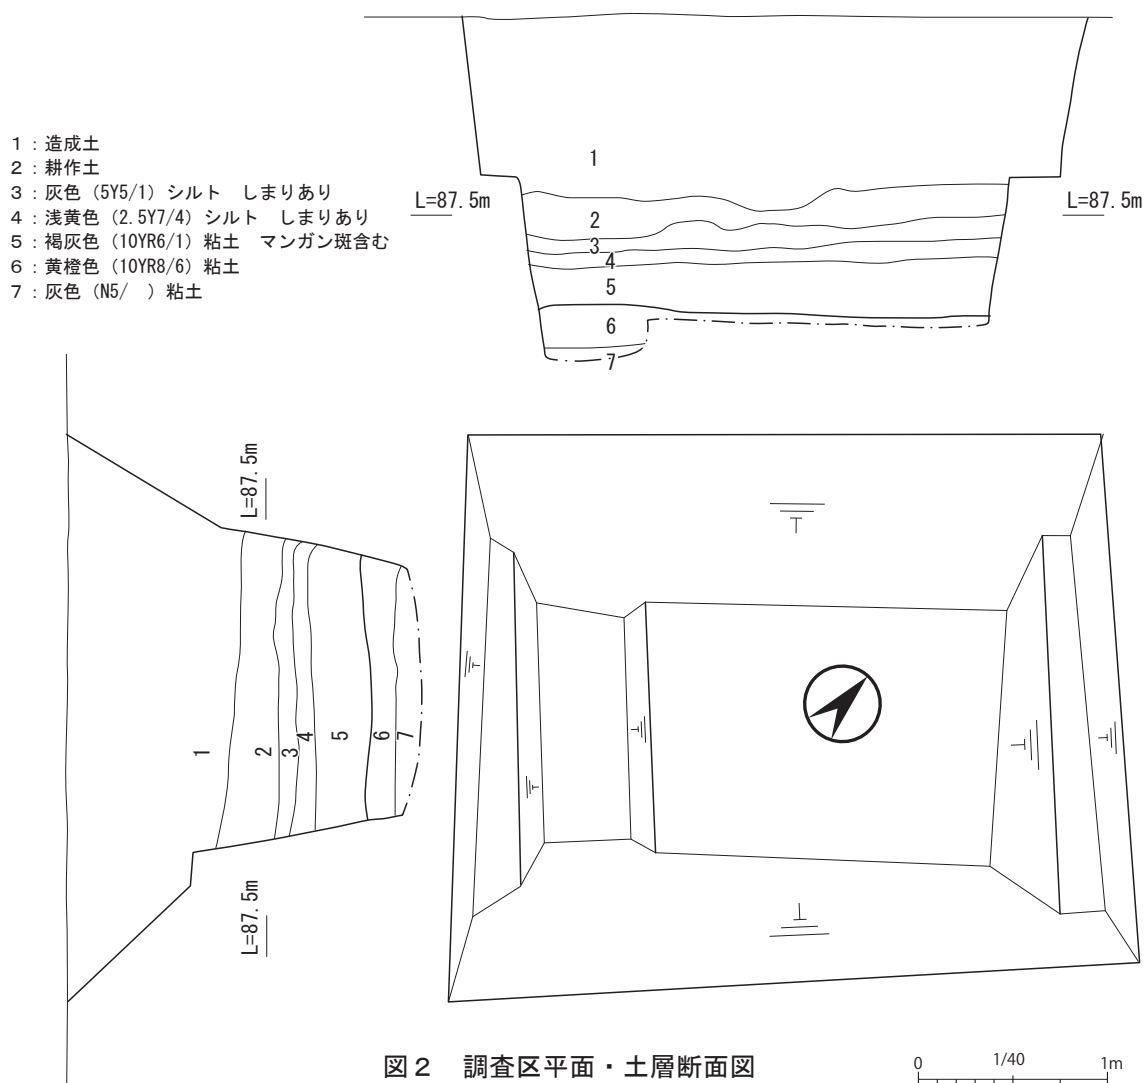 1：造成土
2：耕作土
3：灰色（5Y5/1）シルト　しまりあり
4：浅黄色（2.5Y7/4）シルト　しまりあり
5：褐灰色（10YR6/1）粘土　マンガン斑含む
6：黄橙色（10YR8/6）粘土
7：灰色（N5/　）粘土
L=87.5m
L=87.5m
1
2
3
4
5
6
7
L=87.5m
1
2
3
4
5
6
7
L=87.5m
図２　調査区平面・土層断面図
0
1/40
1m